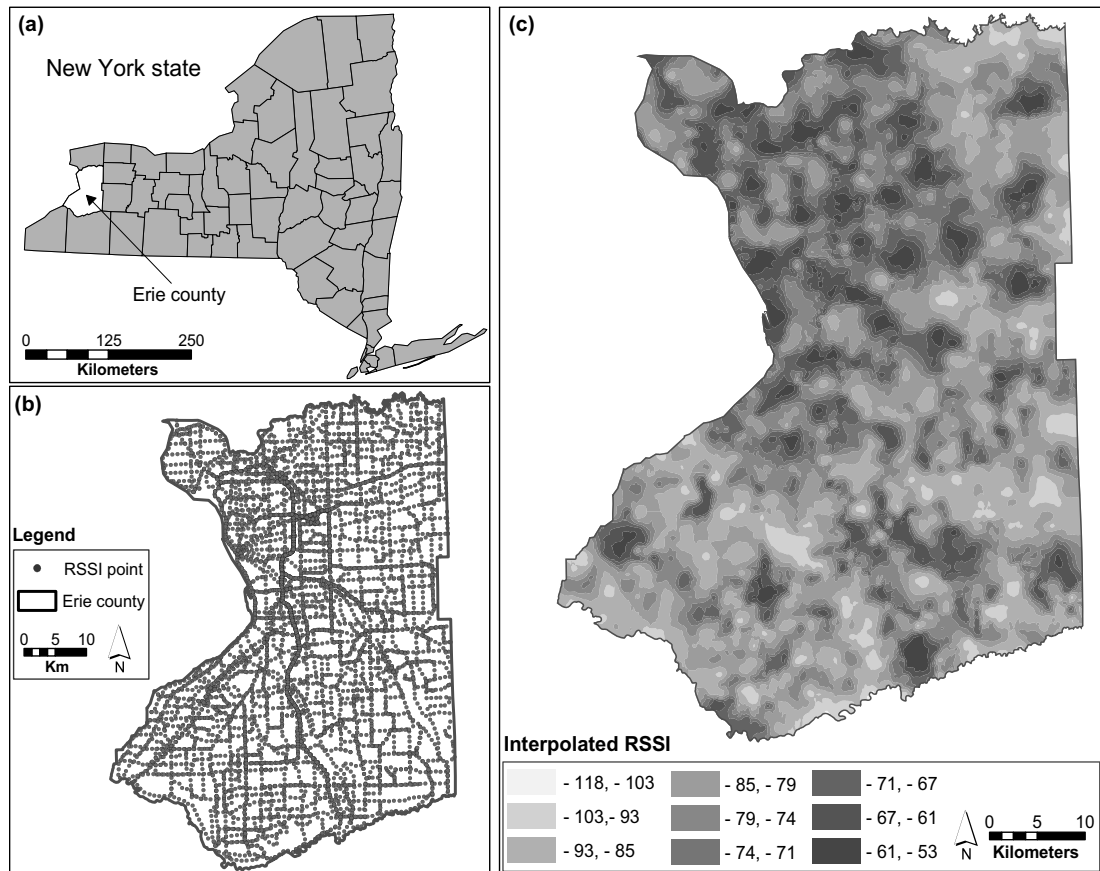 (a)
New York state
Erie county
0 125 250
Kilometers
(b)
Legend
RSSI point
Erie county
0 5 10
Km
N
(c)
Interpolated RSSI
- 118, - 103
- 103,- 93
- 93, - 85
- 85, - 79
- 79, - 74
- 74, - 71
- 71, - 67
- 67, - 61
- 61, - 53
N
0 5 10
Kilometers